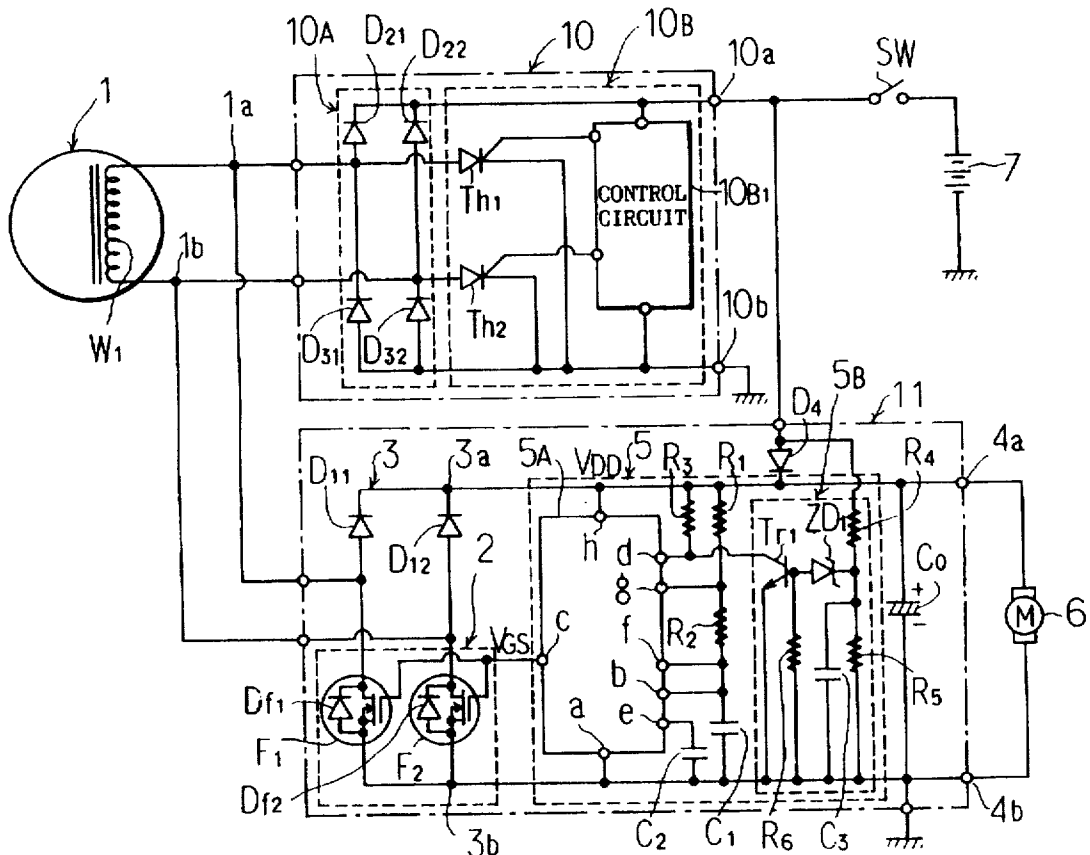 10A
D21
D22
10
10B
10a
SW
1
1a
Th1
CONTROL
CIRCUIT
10B1
7
1b
W1
Th2
D31
D32
10b
5B
11
D4
D11
3
3a
5A
VDD
5
R3
R1
R4
4a
h
Tr1
ZD1
D12
2
d
g
C0
+
−
M
6
VGS
c
R2
f
b
R5
Df1
a
e
F1
F2
C3
Df2
C2
C1
R6
3b
4b